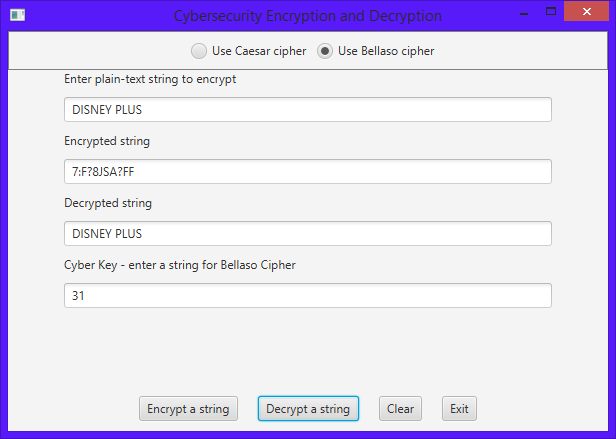 Cybersecurity Encryption and Decryption
Use Caesar cipher Use Bellaso cipher
Enter plain-text string to encrypt
DISNEY PLUS
Encrypted string
7:F?8JSA?FF
Decrypted string
DISNEY PLUS
Cyber Key - enter a string for Bellaso Cipher
31
Encrypt a string Decrypt a string Clear Exit